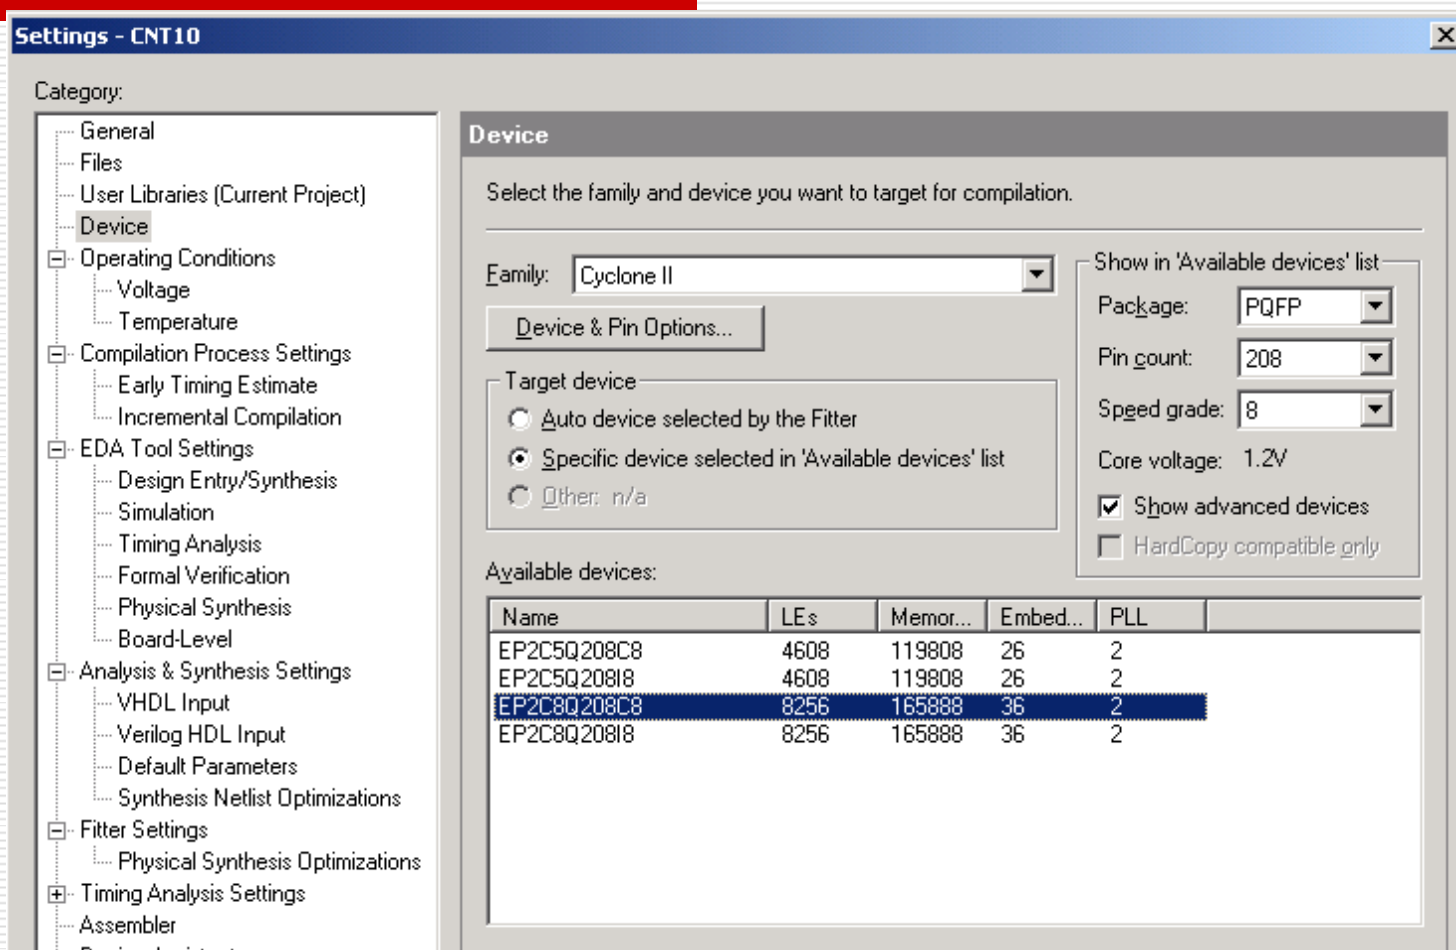 Settings - CNT10
Category:
General
Files
User Libraries (Current Project)
Device
Operating Conditions
Voltage
Temperature
Compilation Process Settings
Early Timing Estimate
Incremental Compilation
EDA Tool Settings
Design Entry/Synthesis
Simulation
Timing Analysis
Formal Verification
Physical Synthesis
Board-Level
Analysis & Synthesis Settings
VHDL Input
Verilog HDL Input
Default Parameters
Synthesis Netlist Optimizations
Fitter Settings
Physical Synthesis Optimizations
Timing Analysis Settings
Assembler
Device
Select the family and device you want to target for compilation.
Family: Cyclone II
Device & Pin Options...
Target device
Auto device selected by the Fitter
Specific device selected in 'Available devices' list
Other: n/a
Show in 'Available devices' list
Package: PQFP
Pin count: 208
Speed grade: 8
Core voltage: 1.2V
Show advanced devices
HardCopy compatible only
Available devices:
Name LEs Memor... Embed... PLL
EP2C5Q208C8 4608 119808 26 2
EP2C5Q208I8 4608 119808 26 2
EP2C8Q208C8 8256 165888 36 2
EP2C8Q208I8 8256 165888 36 2